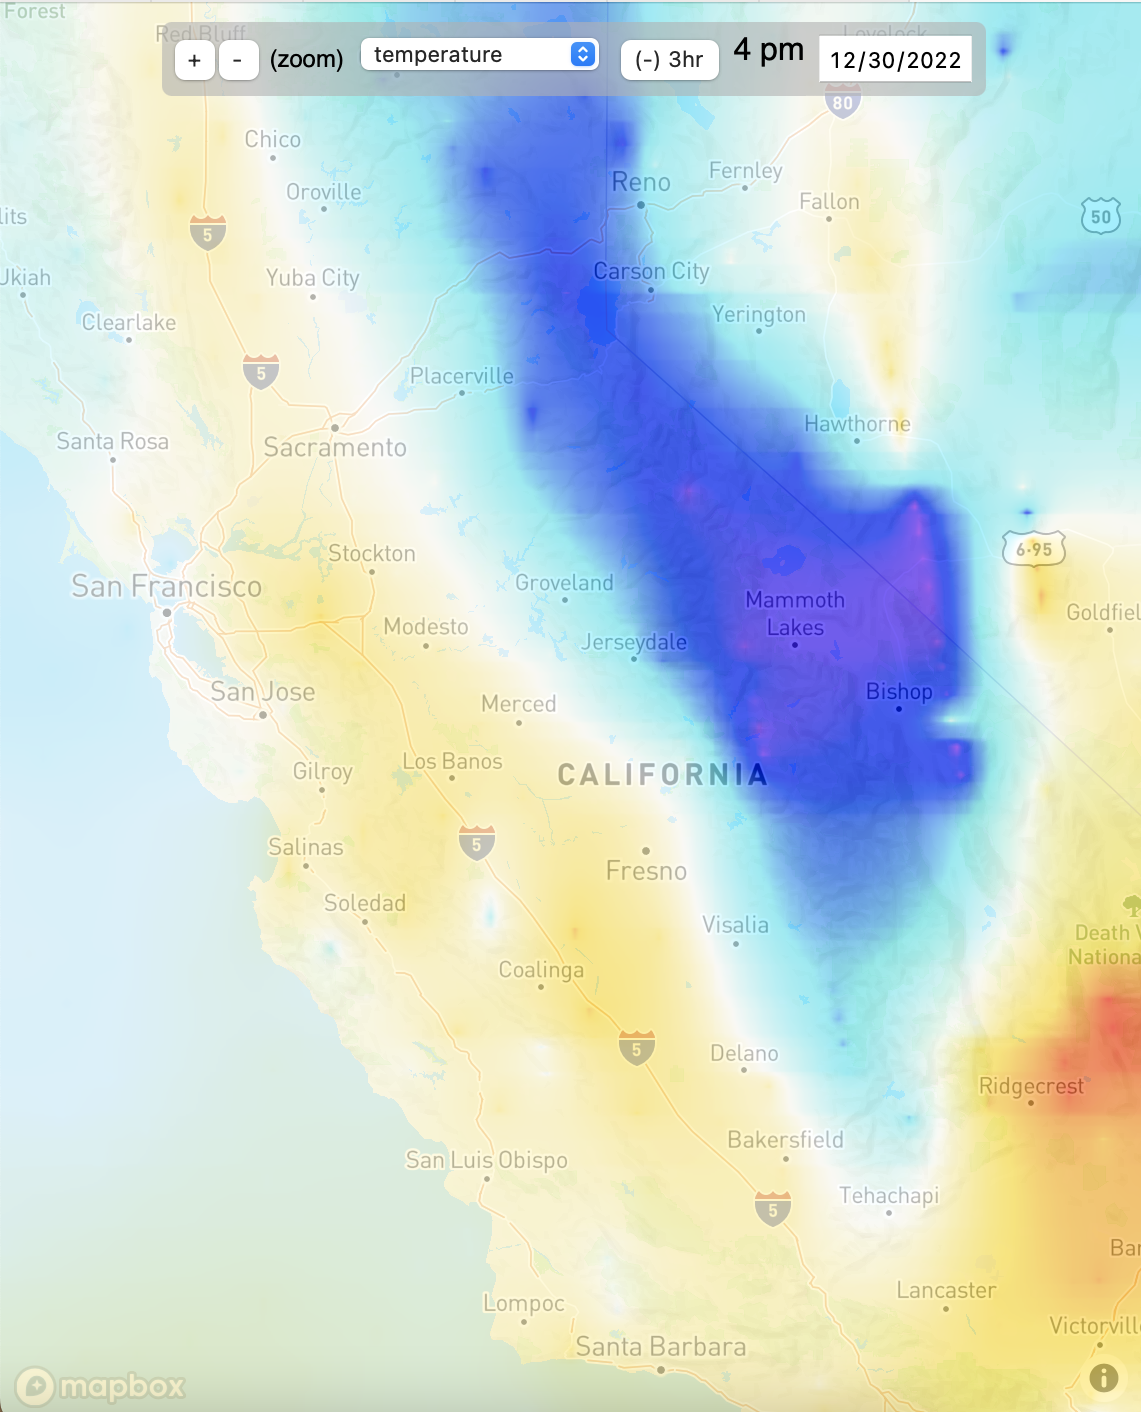 Forest
Red Bluff
Lovelock
+
-
(zoom)
temperature
(-) 3hr
4 pm
12/30/2022
80
Chico
Fernley
Reno
Oroville
Fallon
lits
50
5
Carson City
Ukiah
Yuba City
Yerington
Clearlake
5
Placerville
Hawthorne
Santa Rosa
Sacramento
Stockton
6-95
San Francisco
Groveland
Mammoth
Lakes
Goldfiel
Modesto
Jerseydale
San Jose
Bishop
Merced
Los Banos
Gilroy
CALIFORNIA
Salinas
5
Fresno
Soledad
Visalia
Death V
Nationa
Coalinga
5
Delano
Ridgecrest
Bakersfield
San Luis Obispo
Tehachapi
5
Bar
Lancaster
Lompoc
Victorville
Santa Barbara
mapbox
i